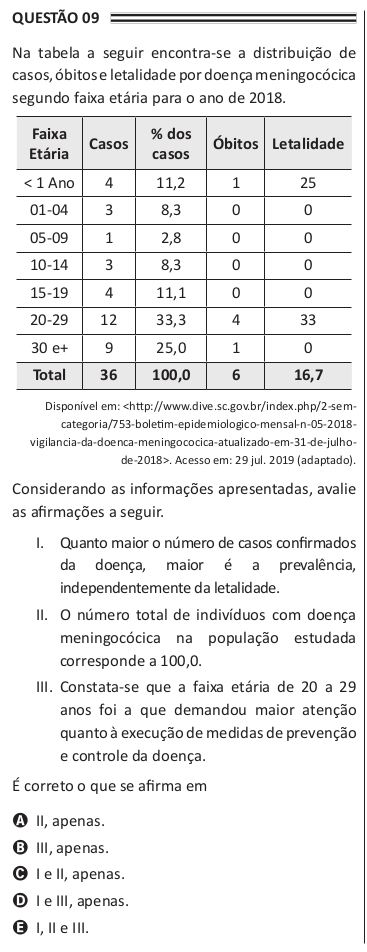 QUESTÃO 09
Na tabela a seguir encontra-se a distribuição de
casos, óbitos e letalidade por doença meningocócica
segundo faixa etária para o ano de 2018.
Faixa Etária Casos % dos casos Óbitos Letalidade
< 1 Ano 4 11,2 1 25
01-04 3 8,3 0 0
05-09 1 2,8 0 0
10-14 3 8,3 0 0
15-19 4 11,1 0 0
20-29 12 33,3 4 33
30 e+ 9 25,0 1 0
Total 36 100,0 6 16,7
Disponível em: <http://www.dive.sc.gov.br/index.php/2-sem-
categoria/753-boletim-epidemiologico-mensal-n-05-2018-
vigilancia-da-doenca-meningococica-atualizado-em-31-de-julho-
de-2018>. Acesso em: 29 jul. 2019 (adaptado).
Considerando as informações apresentadas, avalie
as afirmações a seguir.
I. Quanto maior o número de casos confirmados
da doença, maior é a prevalência,
independentemente da letalidade.
II. O número total de indivíduos com doença
meningocócica na população estudada
corresponde a 100,0.
III. Constata-se que a faixa etária de 20 a 29
anos foi a que demandou maior atenção
quanto à execução de medidas de prevenção
e controle da doença.
É correto o que se afirma em
A II, apenas.
B III, apenas.
C I e II, apenas.
D I e III, apenas.
E I, II e III.